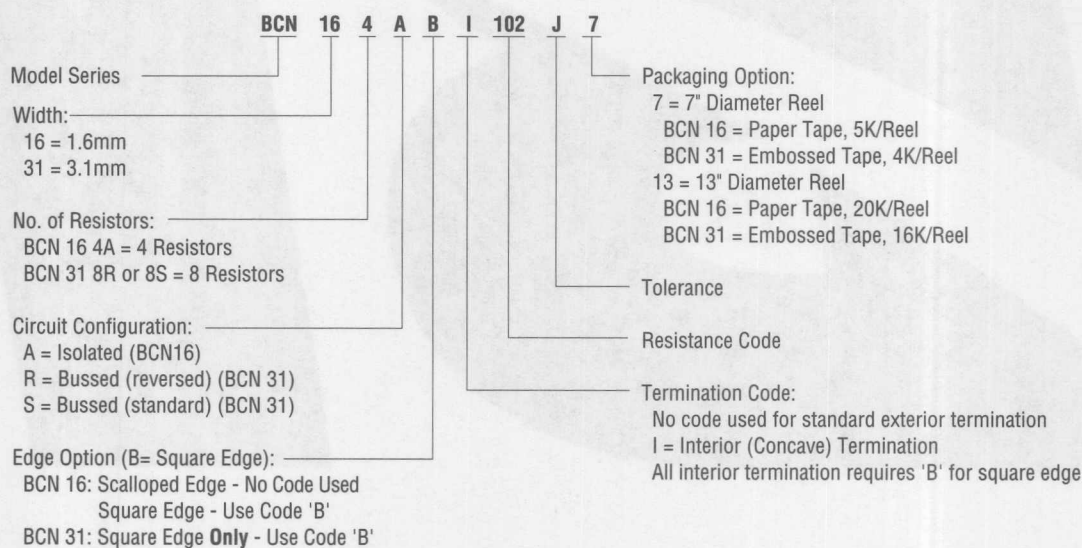 BCN 16 4 A B I 102 J 7
Model Series
Width:
16 = 1.6mm
31 = 3.1mm
No. of Resistors:
BCN 16 4A = 4 Resistors
BCN 31 8R or 8S = 8 Resistors
Circuit Configuration:
A = Isolated (BCN16)
R = Bussed (reversed) (BCN 31)
S = Bussed (standard) (BCN 31)
Edge Option (B= Square Edge):
BCN 16: Scalloped Edge - No Code Used
Square Edge - Use Code 'B'
BCN 31: Square Edge Only - Use Code 'B'
Packaging Option:
7 = 7" Diameter Reel
BCN 16 = Paper Tape, 5K/Reel
BCN 31 = Embossed Tape, 4K/Reel
13 = 13" Diameter Reel
BCN 16 = Paper Tape, 20K/Reel
BCN 31 = Embossed Tape, 16K/Reel
Tolerance
Resistance Code
Termination Code:
No code used for standard exterior termination
I = Interior (Concave) Termination
All interior termination requires 'B' for square edge